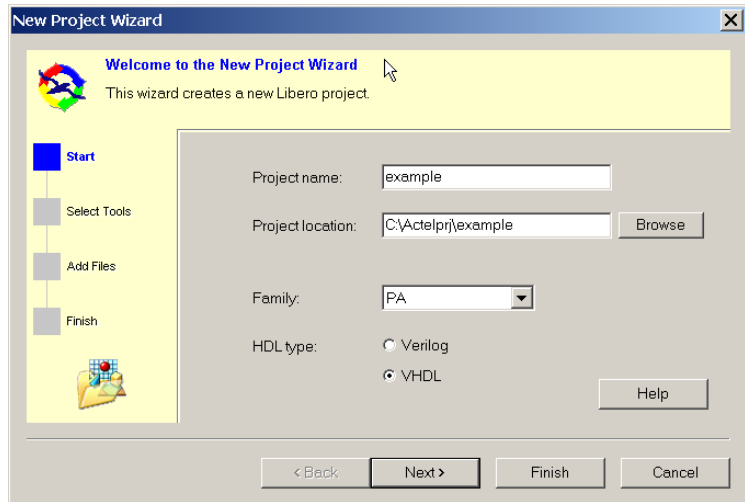 New Project Wizard
Welcome to the New Project Wizard
This wizard creates a new Libero project.
Start
Select Tools
Add Files
Finish
Project name: example
Project location: C:\Actelprj\example Browse
Family: PA
HDL type: Verilog
VHDL
Help
< Back Next > Finish Cancel